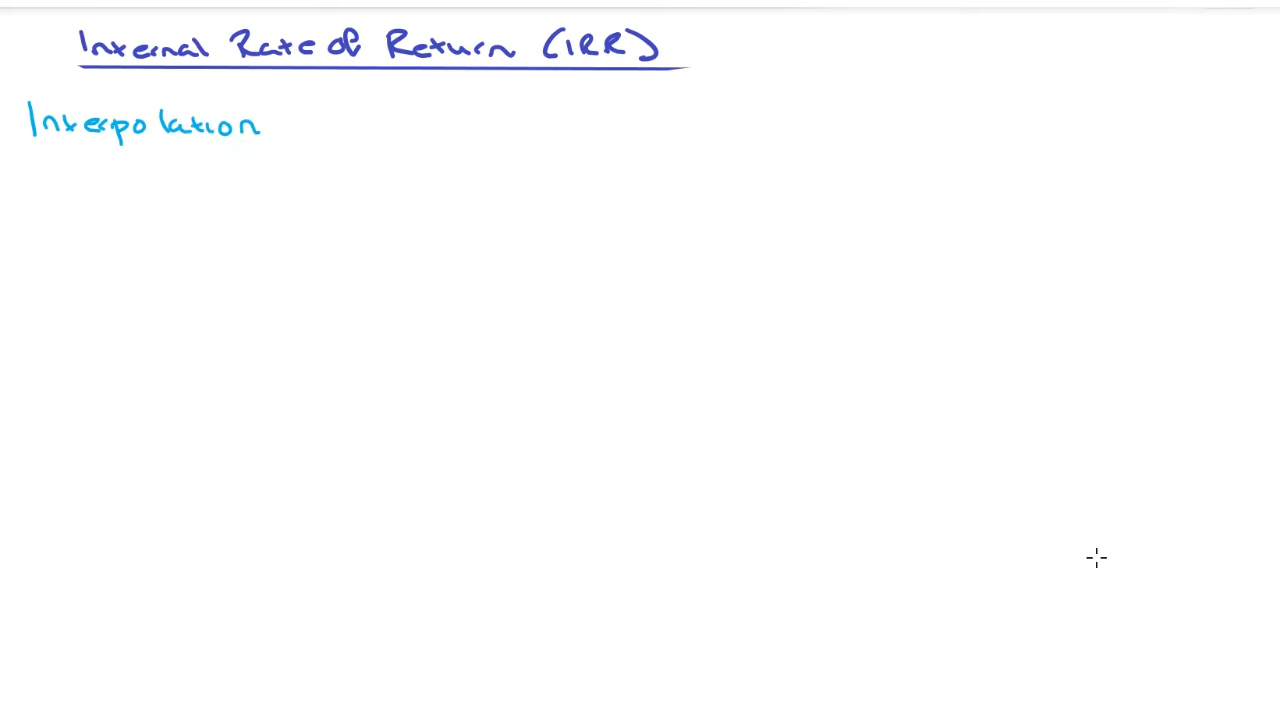 Internal Rate of Return (IRR)
Interpolation